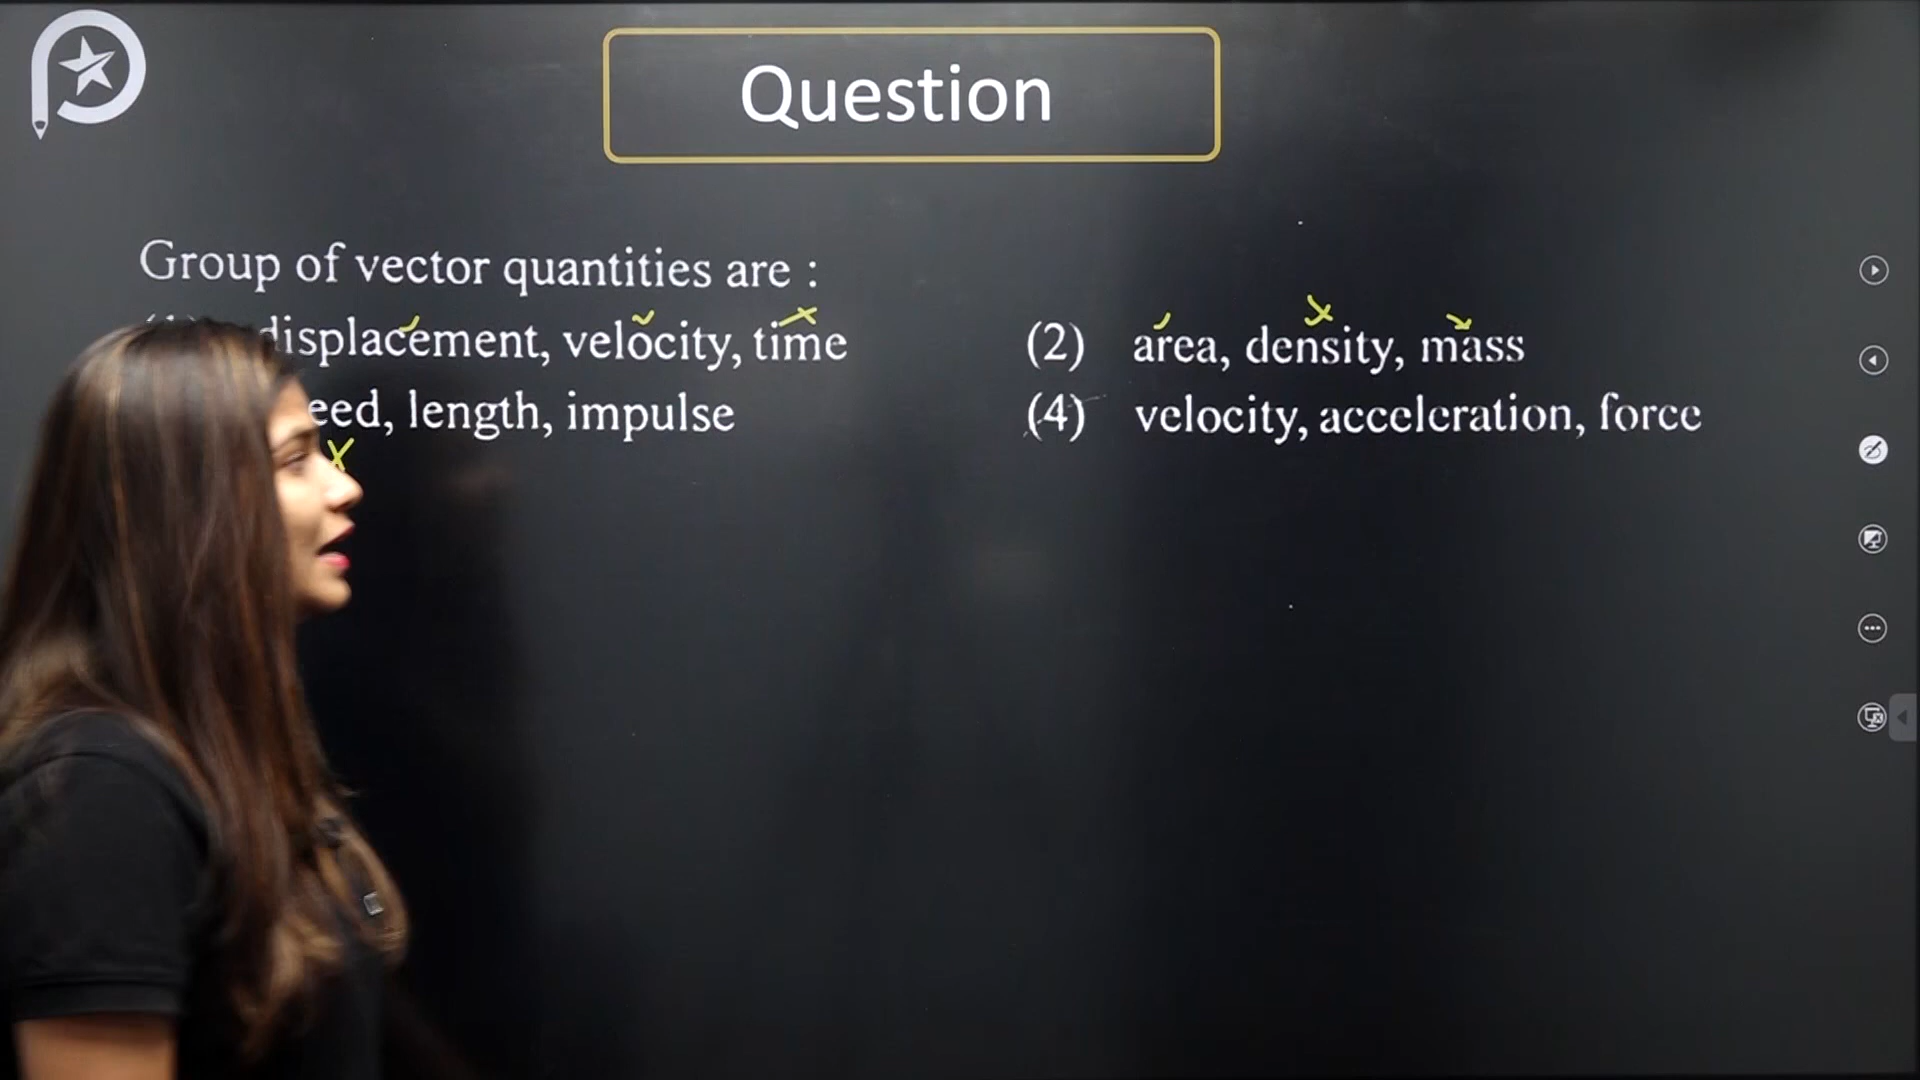 Question
Group of vector quantities are :
displacement, velocity, time (2) area, density, mass
length, impulse (4) velocity, acceleration, force